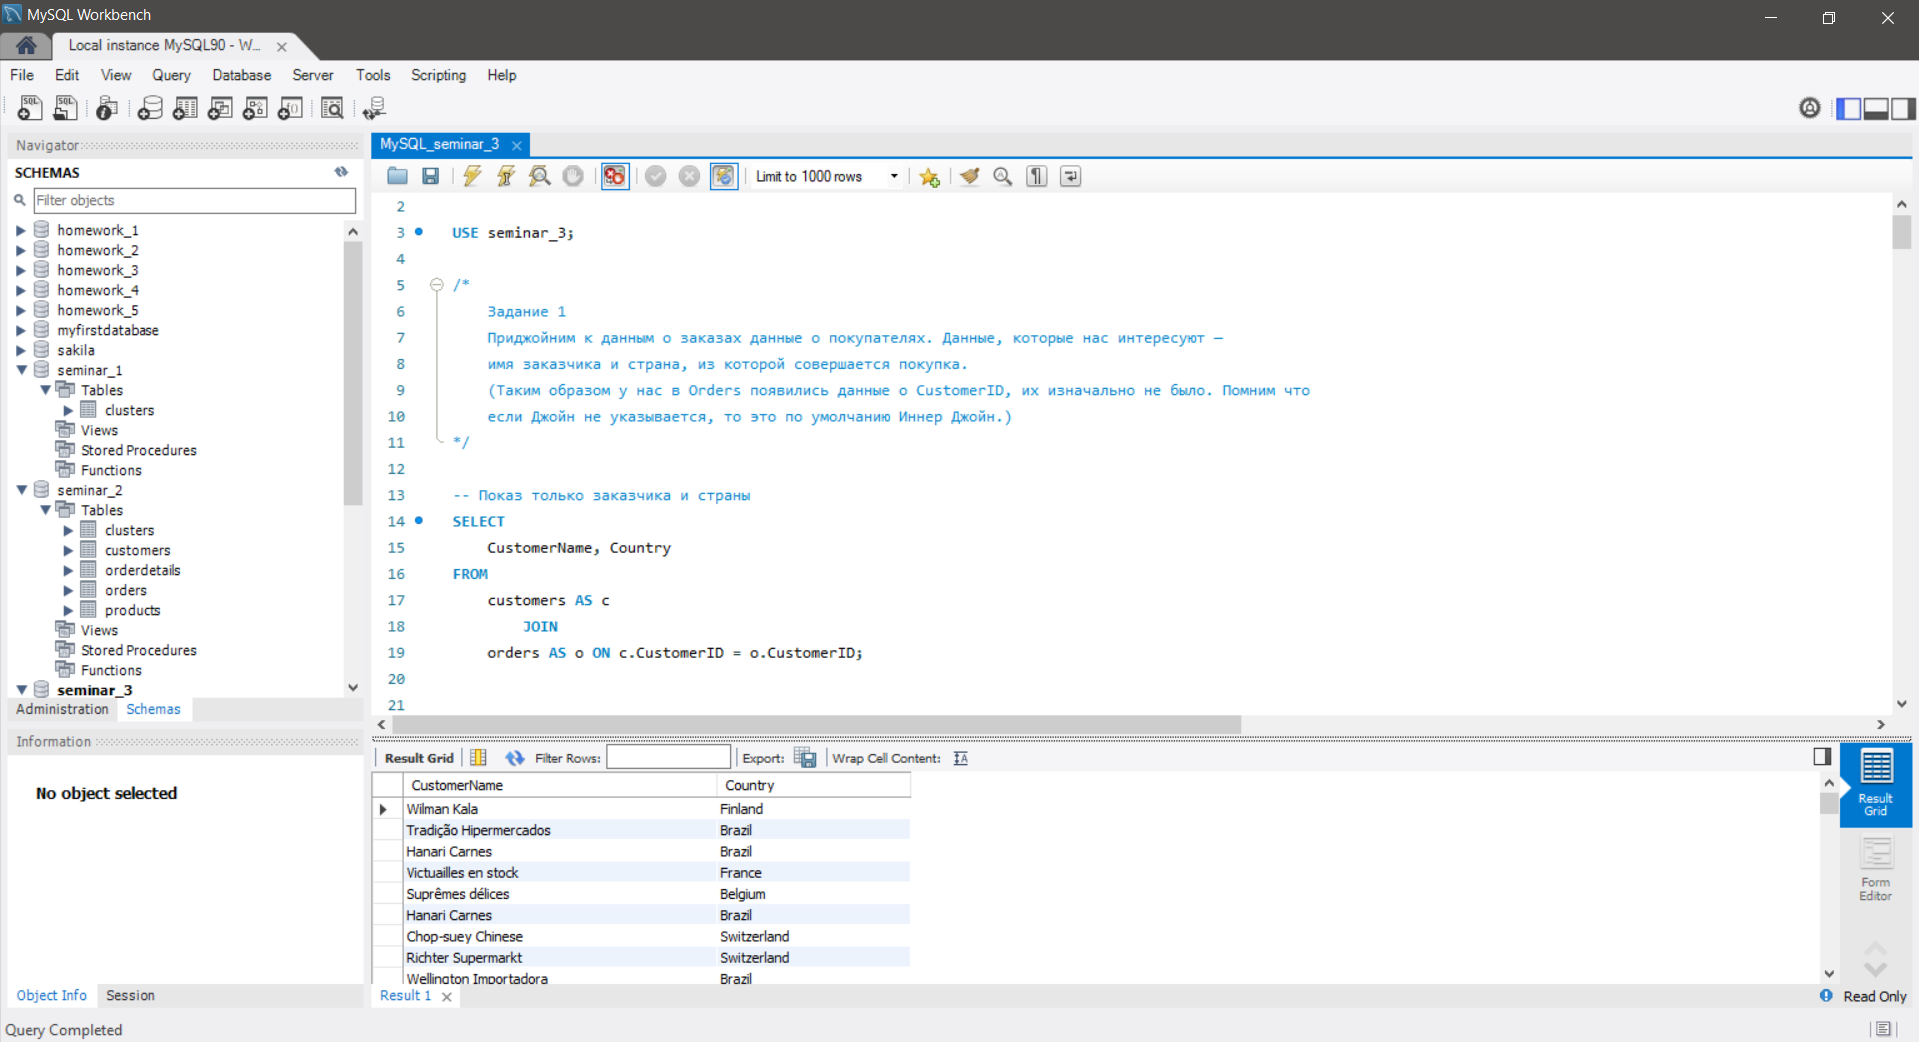 MySQL Workbench
Local instance MySQL90 - W...
File Edit View Query Database Server Tools Scripting Help
Navigator
SCHEMAS
Filter objects
homework_1
homework_2
homework_3
homework_4
homework_5
myfirstdatabase
sakila
seminar_1
Tables
clusters
Views
Stored Procedures
Functions
seminar_2
Tables
clusters
customers
orderdetails
orders
products
Views
Stored Procedures
Functions
seminar_3
Administration Schemas
Information
No object selected
Object Info Session
Query Completed
MySQL_seminar_3
Limit to 1000 rows
2
3 USE seminar_3;
4
5 /*
6 Задание 1
7 Приджойним к данным о заказах данные о покупателях. Данные, которые нас интересуют —
8 имя заказчика и страна, из которой совершается покупка.
9 (Таким образом у нас в Orders появились данные о CustomerID, их изначально не было. Помним что
10 если Джойн не указывается, то это по умолчанию Иннер Джойн.)
11 */
12
13 -- Показ только заказчика и страны
14 SELECT
15 CustomerName, Country
16 FROM
17 customers AS c
18 JOIN
19 orders AS o ON c.CustomerID = o.CustomerID;
20
21
Result Grid Filter Rows: Export: Wrap Cell Content:
CustomerName Country
Wilman Kala Finland
Tradição Hipermercados Brazil
Hanari Carnes Brazil
Victuailles en stock France
Suprêmes délices Belgium
Hanari Carnes Brazil
Chop-suey Chinese Switzerland
Richter Supermarkt Switzerland
Wellington Importadora Brazil
Result 1
Result
Grid
Form
Editor
Read Only